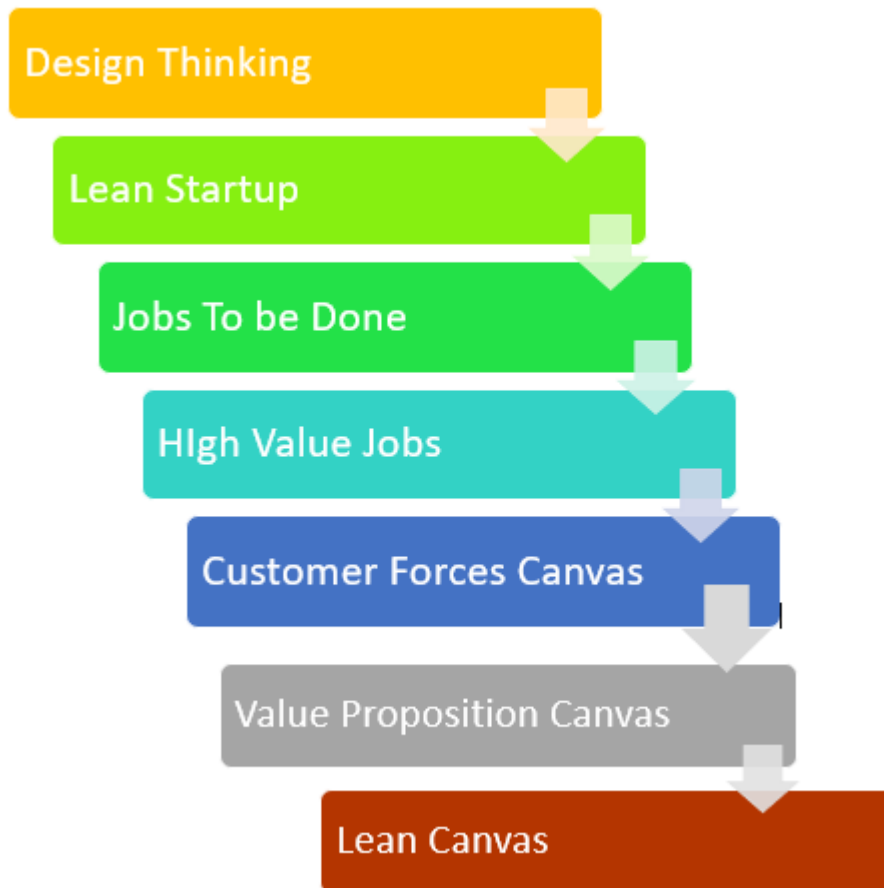 Design Thinking
Lean Startup
Jobs To be Done
HIgh Value Jobs
Customer Forces Canvas
Value Proposition Canvas
Lean Canvas